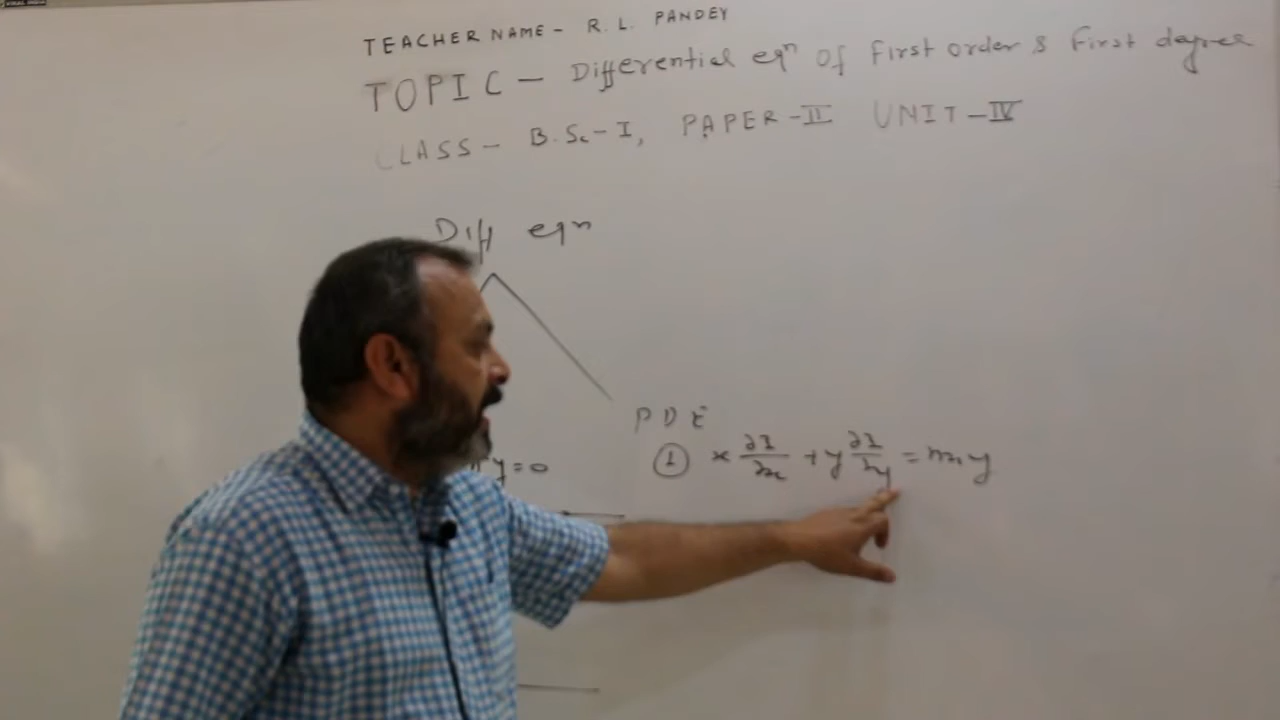 TEACHER NAME - R. L. PANDEY
TOPIC - Differential eqn of First order & First degree
CLASS - B.Sc-I, PAPER-II UNIT-IV
Diff eqn
PDE
① x ∂z/∂x + y ∂z/∂y = mxy
y=0